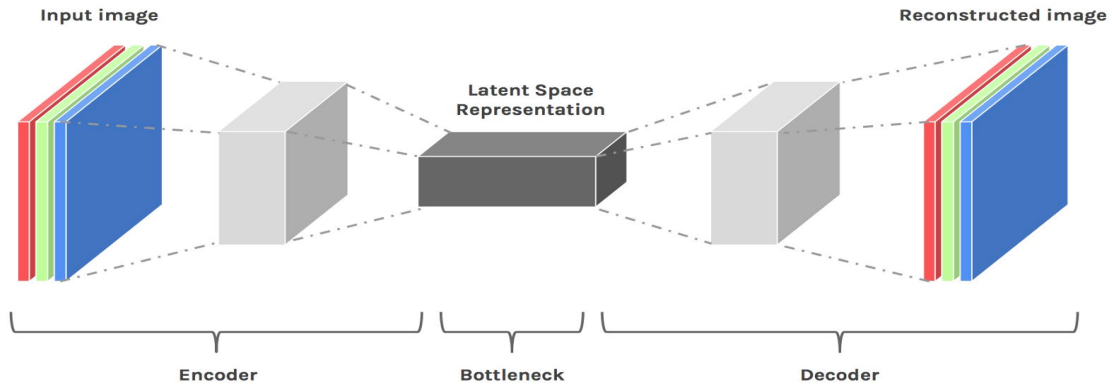 Input image
Reconstructed image
Latent Space
Representation
Encoder
Bottleneck
Decoder